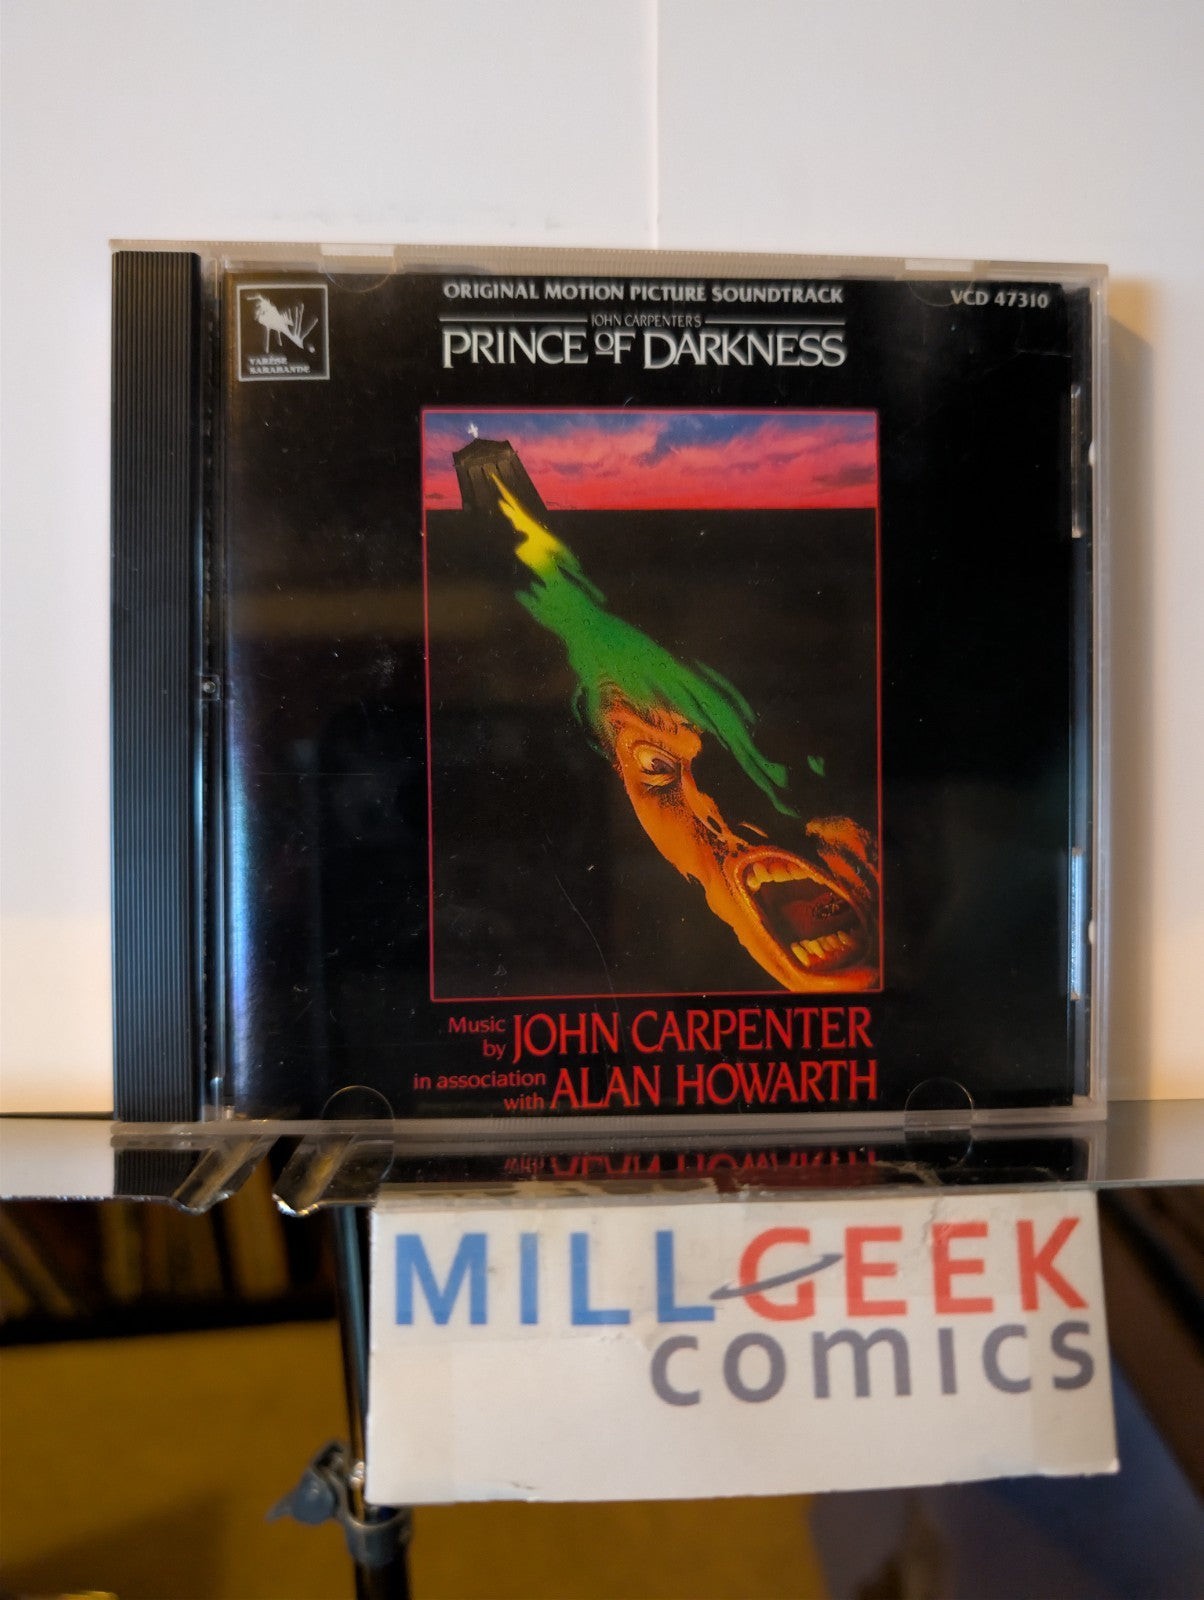 ORIGINAL MOTION PICTURE SOUNDTRACK
VCD 47310
VARÈSE
SARABANDE
JOHN CARPENTER'S
PRINCE OF DARKNESS
Music
by JOHN CARPENTER
in association
with ALAN HOWARTH
MILLGEEK
comics